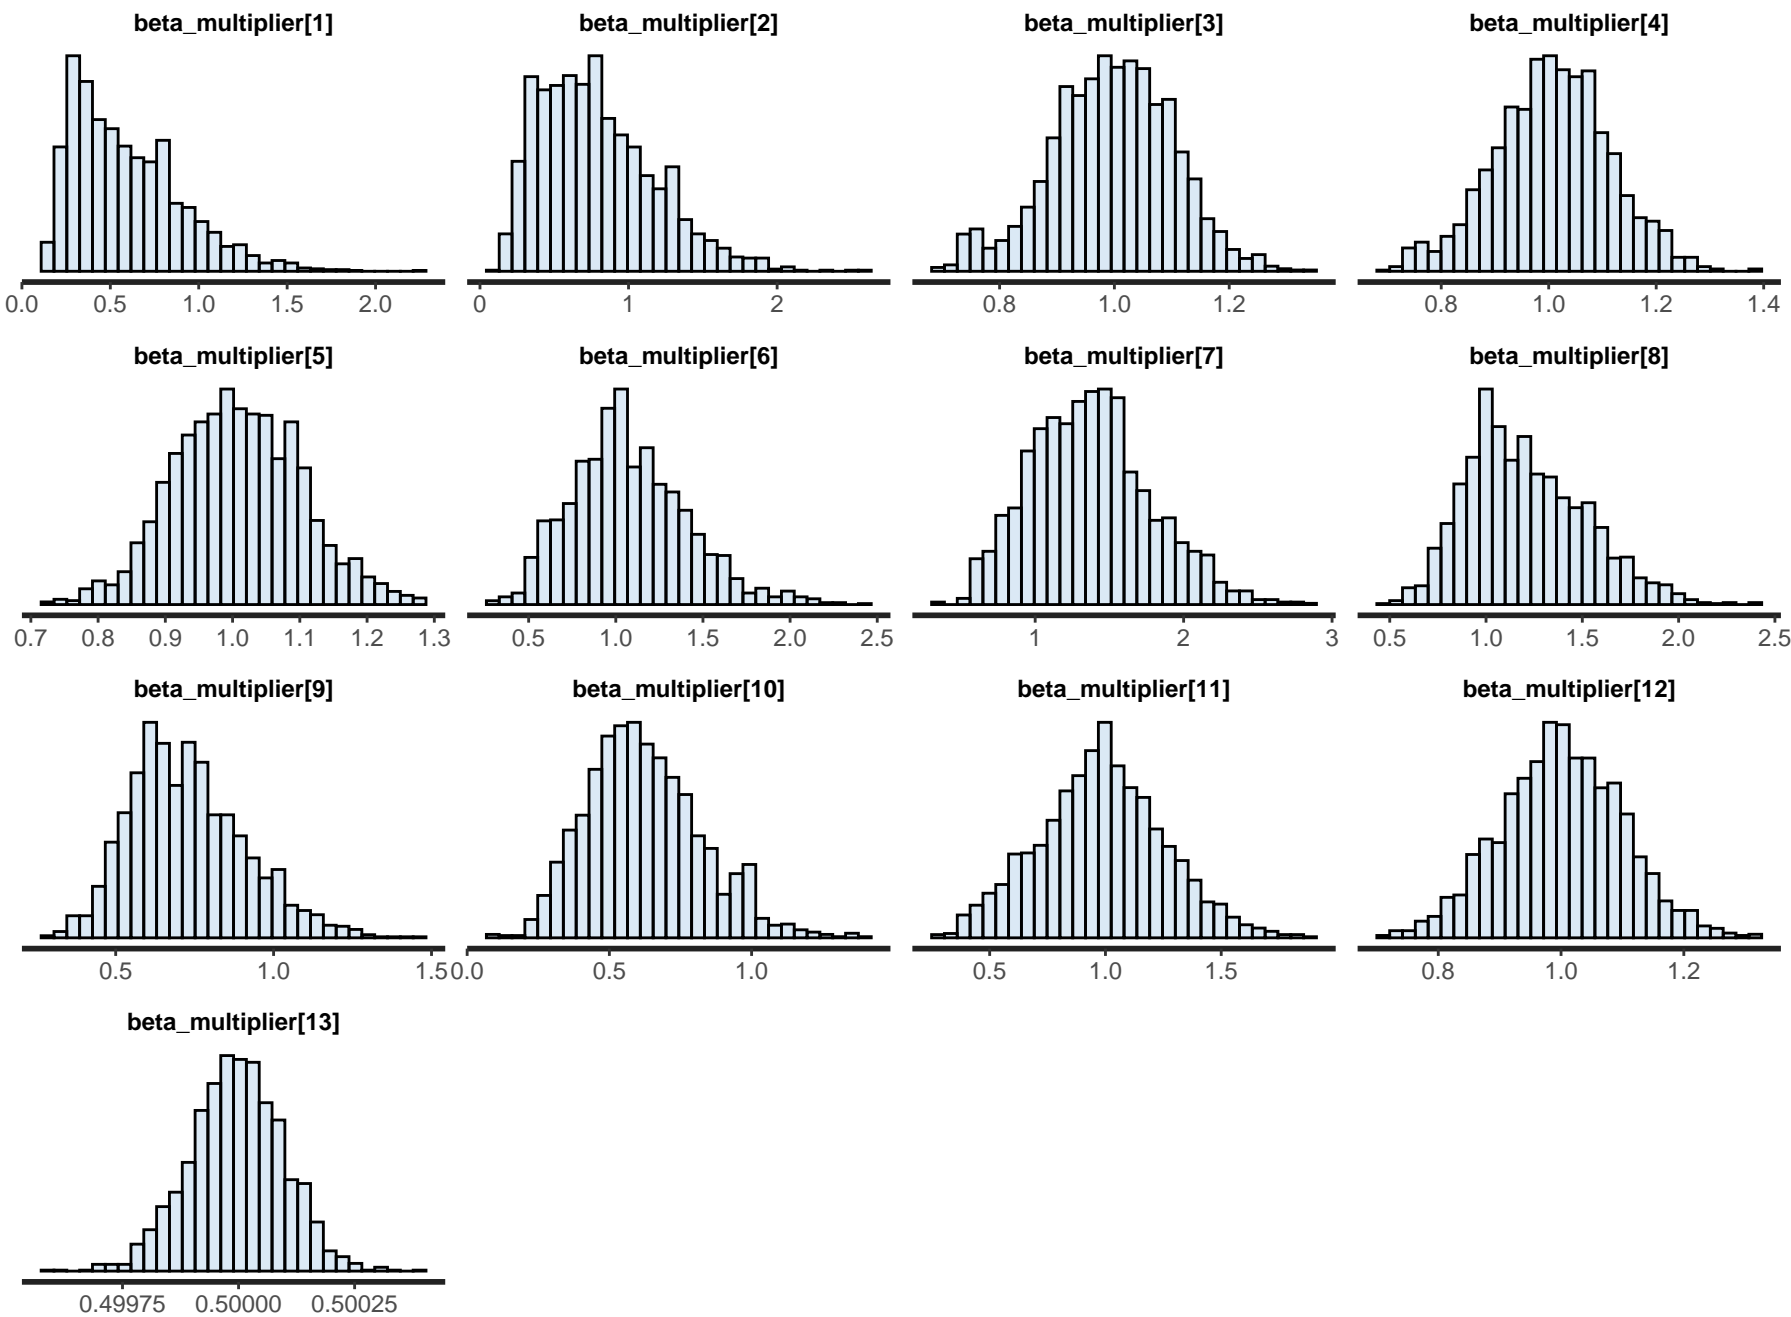 beta_multiplier[1] beta_multiplier[2] beta_multiplier[3] beta_multiplier[4]
0.0 0.5 1.0 1.5 2.0 0 1 2 0.8 1.0 1.2 0.8 1.0 1.2 1.4
beta_multiplier[5] beta_multiplier[6] beta_multiplier[7] beta_multiplier[8]
0.7 0.8 0.9 1.0 1.1 1.2 1.3 0.5 1.0 1.5 2.0 2.5 1 2 3 0.5 1.0 1.5 2.0 2.5
beta_multiplier[9] beta_multiplier[10] beta_multiplier[11] beta_multiplier[12]
0.5 1.0 1.5 0.0 0.5 1.0 0.5 1.0 1.5 0.8 1.0 1.2
beta_multiplier[13]
0.49975 0.50000 0.50025